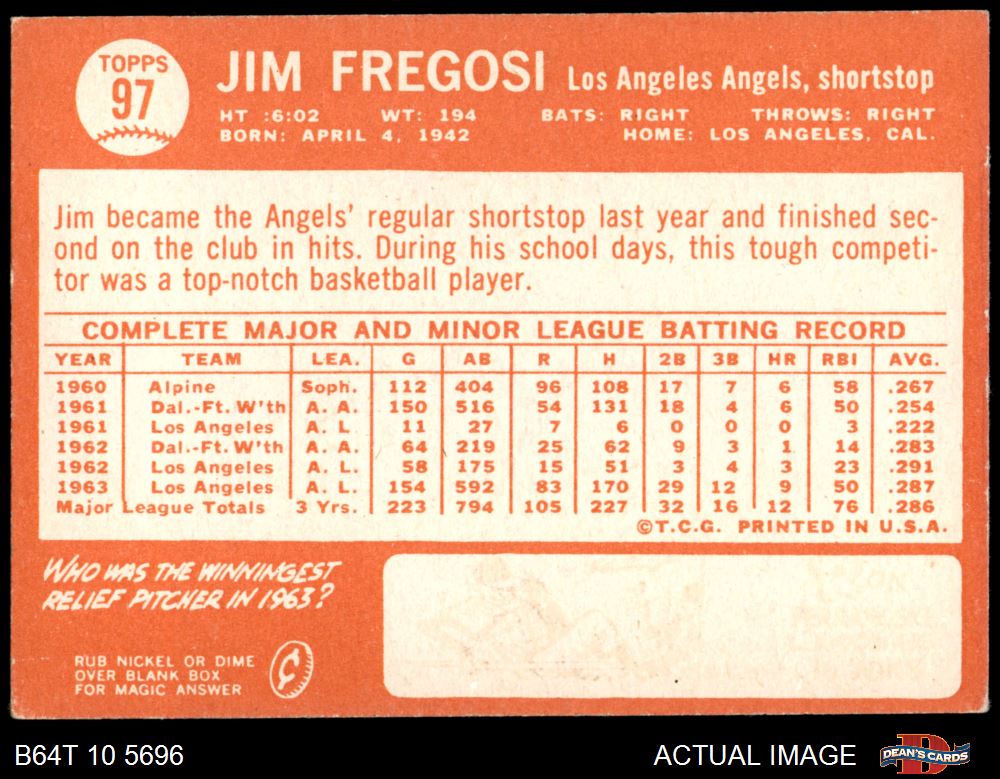 TOPPS
97
JIM FREGOSI Los Angeles Angels, shortstop
HT :6:02 WT: 194 BATS: RIGHT THROWS: RIGHT
BORN: APRIL 4, 1942 HOME: LOS ANGELES, CAL.
Jim became the Angels' regular shortstop last year and finished sec-
ond on the club in hits. During his school days, this tough competi-
tor was a top-notch basketball player.
COMPLETE MAJOR AND MINOR LEAGUE BATTING RECORD
YEAR TEAM LEA. G AB R H 2B 3B HR RBI AVG.
1960 Alpine Soph. 112 404 96 108 17 7 6 58 .267
1961 Dal.-Ft. W'th A. A. 150 516 54 131 18 4 6 50 .254
1961 Los Angeles A. L. 11 27 7 6 0 0 0 3 .222
1962 Dal.-Ft. W'th A. A. 64 219 25 62 9 3 1 14 .283
1962 Los Angeles A. L. 58 175 15 51 3 4 3 23 .291
1963 Los Angeles A. L. 154 592 83 170 29 12 9 50 .287
Major League Totals 3 Yrs. 223 794 105 227 32 16 12 76 .286
©T.C.G. PRINTED IN U.S.A.
WHO WAS THE WINNINGEST
RELIEF PITCHER IN 1963?
RUB NICKEL OR DIME
OVER BLANK BOX
FOR MAGIC ANSWER
B64T 10 5696 ACTUAL IMAGE DEAN'S CARDS